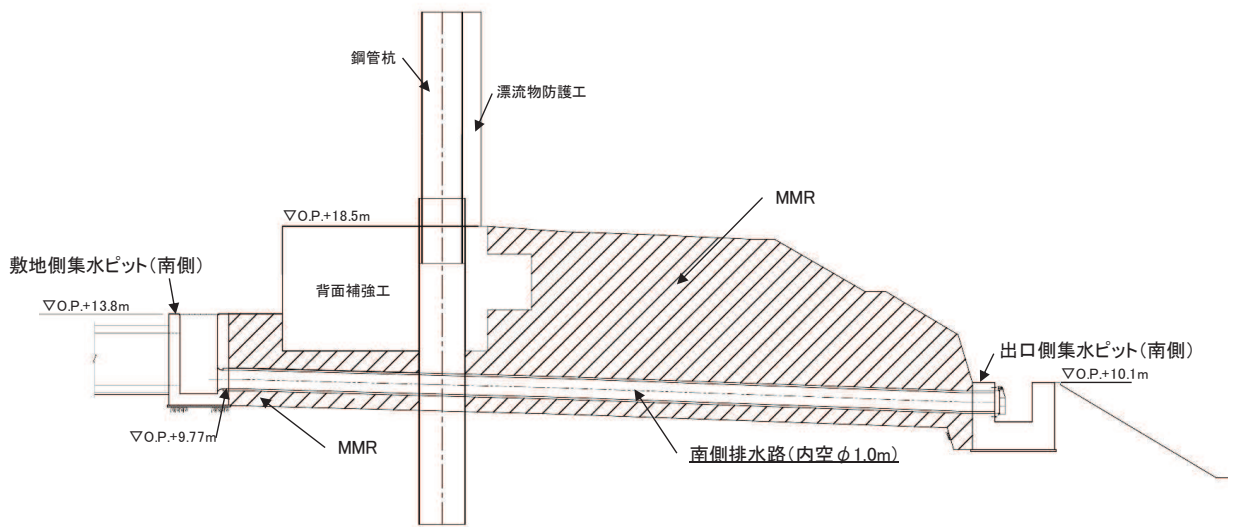 鋼管杭
漂流物防護工
MMR
▽O.P.+18.5m
敷地側集水ピット(南側)
背面補強工
▽O.P.+13.8m
出口側集水ピット(南側)
▽O.P.+10.1m
▽O.P.+9.77m
MMR
南側排水路(内空φ1.0m)